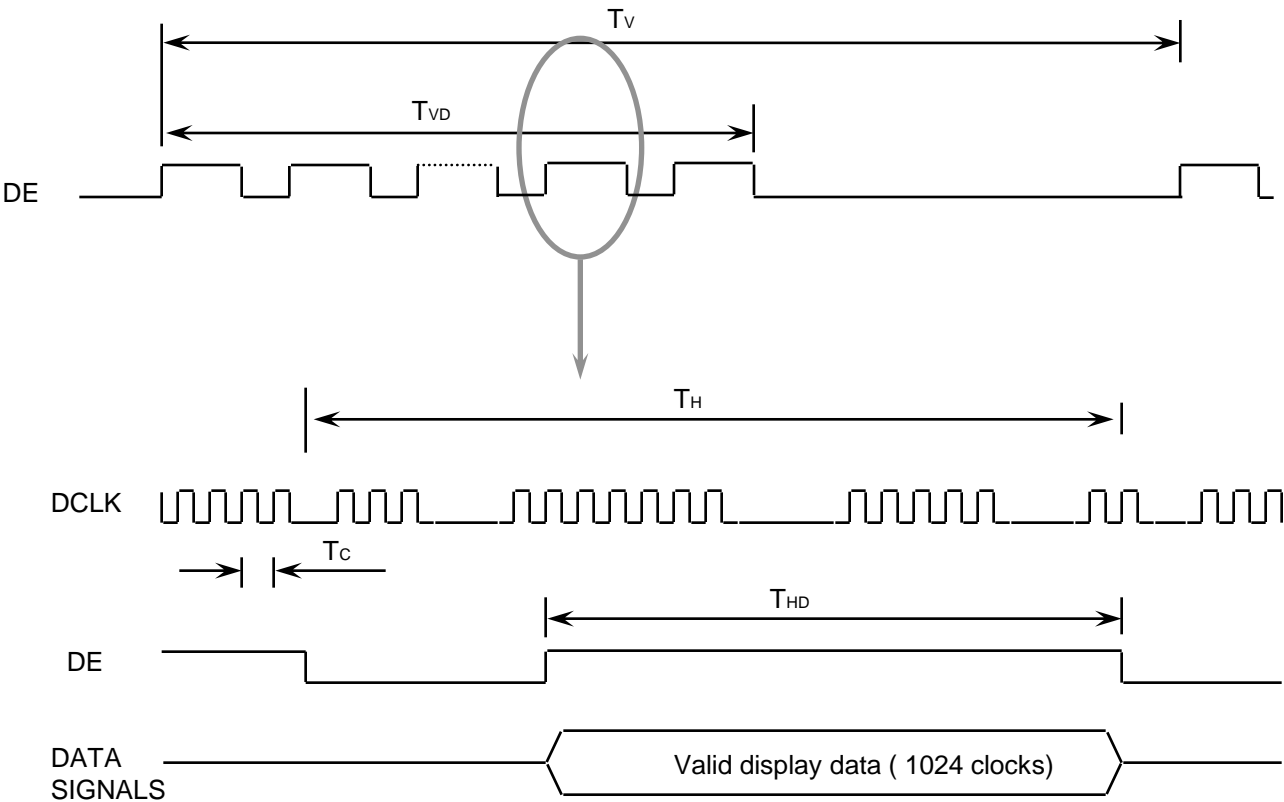 Tv
TVD
DE
TH
DCLK
Tc
THD
DE
DATA
SIGNALS
Valid display data ( 1024 clocks)